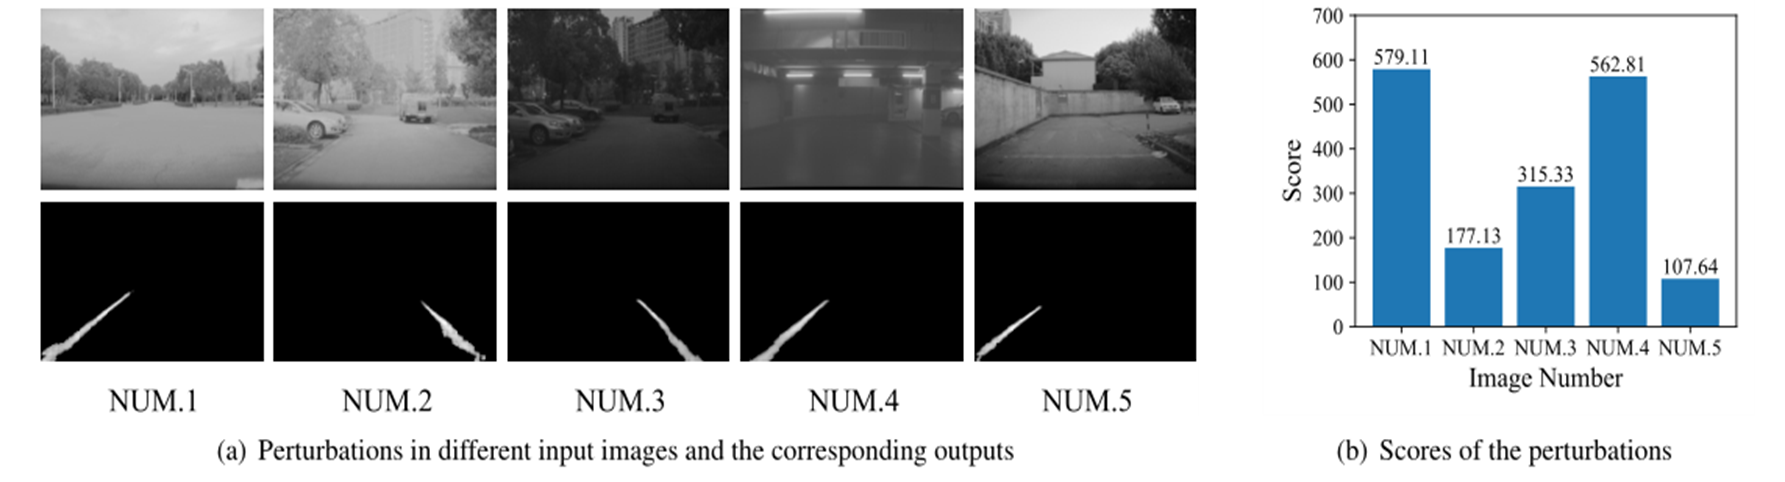 NUM.1 NUM.2 NUM.3 NUM.4 NUM.5
(a) Perturbations in different input images and the corresponding outputs
700
600
500
400
300
200
100
0
Score
579.11
177.13
315.33
562.81
107.64
NUM.1 NUM.2 NUM.3 NUM.4 NUM.5
Image Number
(b) Scores of the perturbations